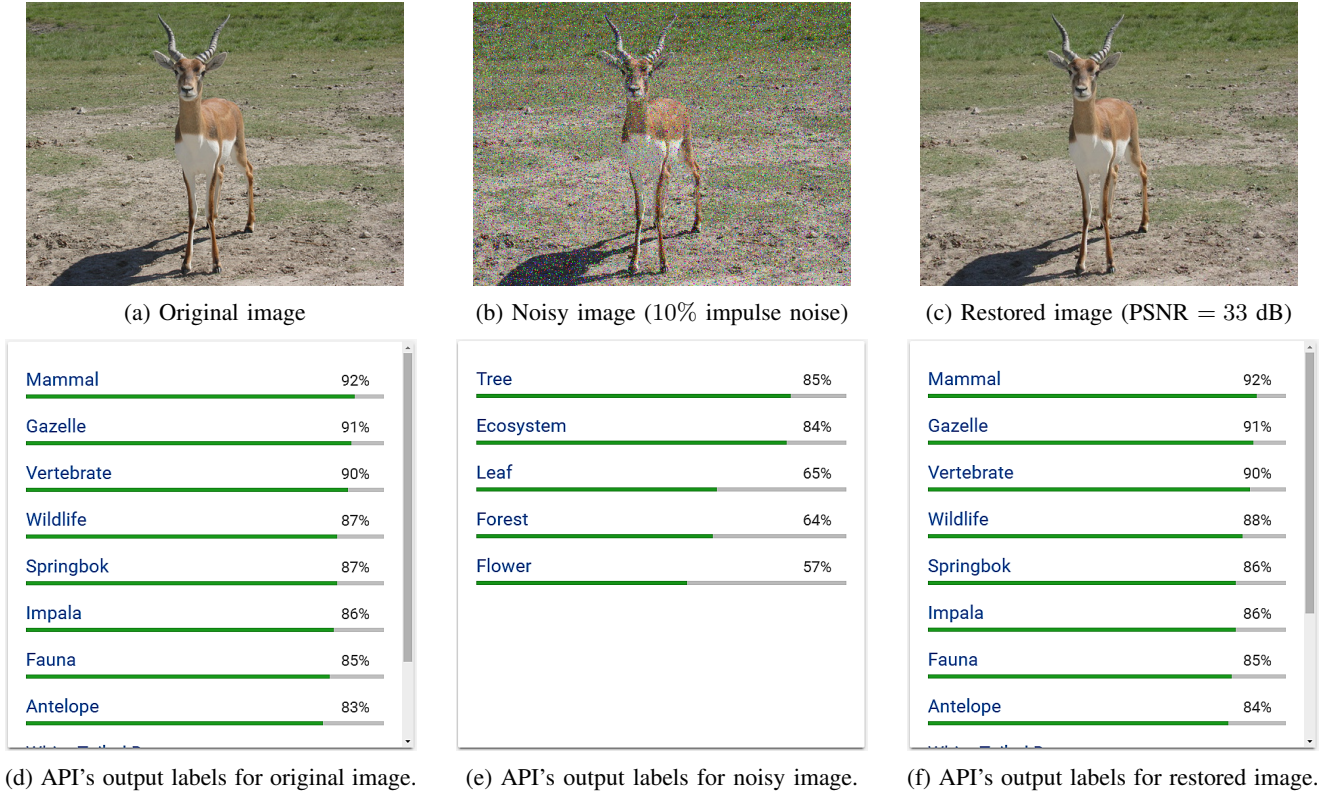 (a) Original image
(b) Noisy image (10% impulse noise)
(c) Restored image (PSNR = 33 dB)
Mammal 92%
Gazelle 91%
Vertebrate 90%
Wildlife 87%
Springbok 87%
Impala 86%
Fauna 85%
Antelope 83%
(d) API's output labels for original image.
Tree 85%
Ecosystem 84%
Leaf 65%
Forest 64%
Flower 57%
(e) API's output labels for noisy image.
Mammal 92%
Gazelle 91%
Vertebrate 90%
Wildlife 88%
Springbok 86%
Impala 86%
Fauna 85%
Antelope 84%
(f) API's output labels for restored image.